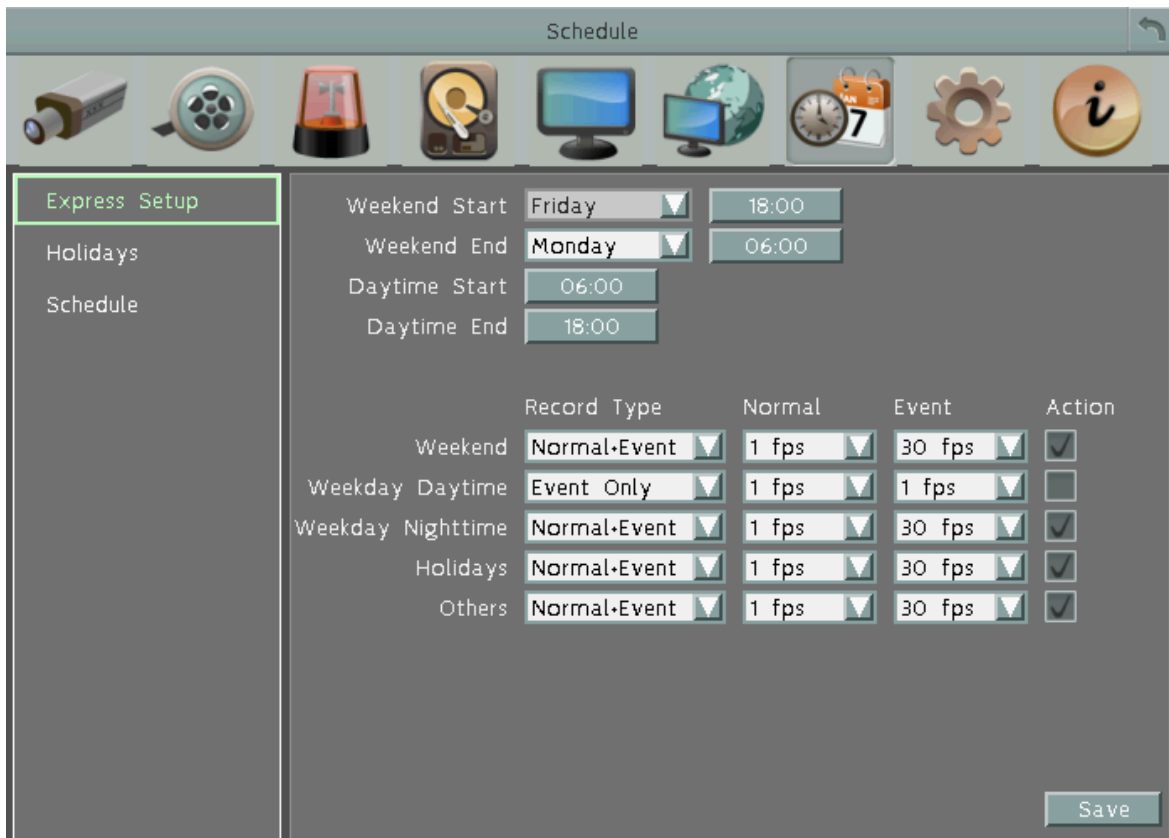 Schedule
JAN
7
i
Express Setup
Holidays
Schedule
Weekend Start Friday 18:00
Weekend End Monday 06:00
Daytime Start 06:00
Daytime End 18:00
Record Type Normal Event Action
Weekend Normal+Event 1 fps 30 fps
Weekday Daytime Event Only 1 fps 1 fps
Weekday Nighttime Normal+Event 1 fps 30 fps
Holidays Normal+Event 1 fps 30 fps
Others Normal+Event 1 fps 30 fps
Save